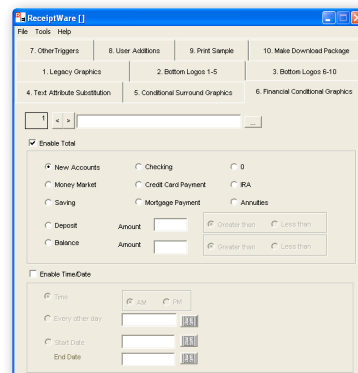 ReceiptWare []
File Tools Help
7. Other Triggers 8. User Additions 9. Print Sample 10. Make Download Package
1. Legacy Graphics 2. Bottom Logos 1-5 3. Bottom Logos 6-10
4. Text Attribute Substitution 5. Conditional Surround Graphics 6. Financial Conditional Graphics
1 < > ...
Enable Total
New Accounts Checking 0
Money Market Credit Card Payment IRA
Saving Mortgage Payment Annuities
Deposit Amount Greater than Less than
Balance Amount Greater than Less than
Enable Time/Date
Time AM PM
Every other day
Start Date
End Date